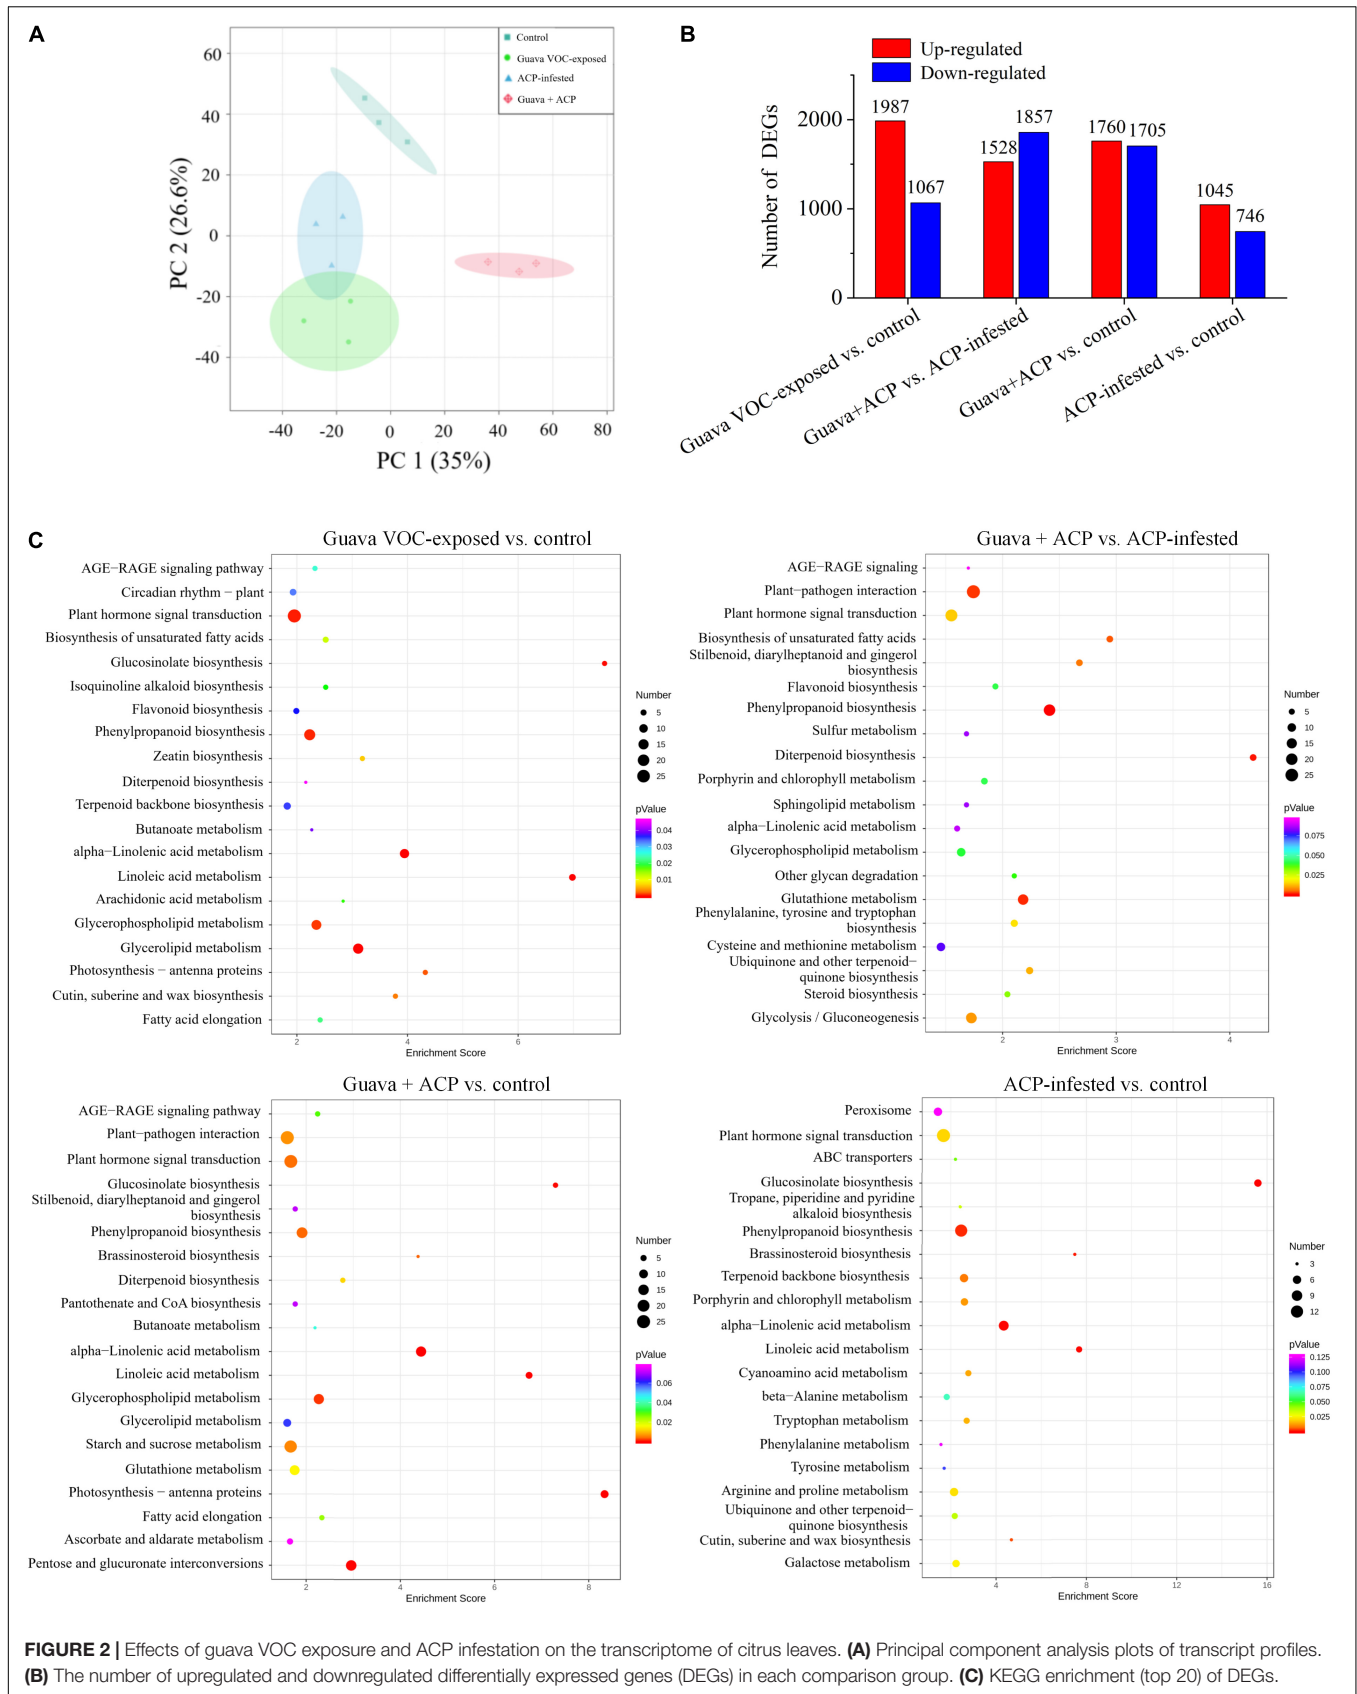 A
Control
Guava VOC-exposed
ACP-infested
Guava + ACP
60
40
20
0
-20
-40
PC 2 (26.6%)
-40
-20
0
20
40
60
80
PC 1 (35%)
B
Up-regulated
Down-regulated
Number of DEGs
2000
1000
0
1987
1067
1528
1857
1760
1705
1045
746
Guava VOC-exposed vs. control
Guava+ACP vs. ACP-infested
Guava+ACP vs. control
ACP-infested vs. control
C
Guava VOC-exposed vs. control
AGE−RAGE signaling pathway
Circadian rhythm − plant
Plant hormone signal transduction
Biosynthesis of unsaturated fatty acids
Glucosinolate biosynthesis
Isoquinoline alkaloid biosynthesis
Flavonoid biosynthesis
Phenylpropanoid biosynthesis
Zeatin biosynthesis
Diterpenoid biosynthesis
Terpenoid backbone biosynthesis
Butanoate metabolism
alpha−Linolenic acid metabolism
Linoleic acid metabolism
Arachidonic acid metabolism
Glycerophospholipid metabolism
Glycerolipid metabolism
Photosynthesis − antenna proteins
Cutin, suberine and wax biosynthesis
Fatty acid elongation
2
4
6
Enrichment Score
Number
5
10
15
20
25
pValue
0.04
0.03
0.02
0.01
Guava + ACP vs. ACP-infested
AGE−RAGE signaling
Plant−pathogen interaction
Plant hormone signal transduction
Biosynthesis of unsaturated fatty acids
Stilbenoid, diarylheptanoid and gingerol
biosynthesis
Flavonoid biosynthesis
Phenylpropanoid biosynthesis
Sulfur metabolism
Diterpenoid biosynthesis
Porphyrin and chlorophyll metabolism
Sphingolipid metabolism
alpha−Linolenic acid metabolism
Glycerophospholipid metabolism
Other glycan degradation
Glutathione metabolism
Phenylalanine, tyrosine and tryptophan
biosynthesis
Cysteine and methionine metabolism
Ubiquinone and other terpenoid−
quinone biosynthesis
Steroid biosynthesis
Glycolysis / Gluconeogenesis
2
3
4
Enrichment Score
Number
5
10
15
20
25
pValue
0.075
0.050
0.025
Guava + ACP vs. control
AGE−RAGE signaling pathway
Plant−pathogen interaction
Plant hormone signal transduction
Glucosinolate biosynthesis
Stilbenoid, diarylheptanoid and gingerol
biosynthesis
Phenylpropanoid biosynthesis
Brassinosteroid biosynthesis
Diterpenoid biosynthesis
Pantothenate and CoA biosynthesis
Butanoate metabolism
alpha−Linolenic acid metabolism
Linoleic acid metabolism
Glycerophospholipid metabolism
Glycerolipid metabolism
Starch and sucrose metabolism
Glutathione metabolism
Photosynthesis − antenna proteins
Fatty acid elongation
Ascorbate and aldarate metabolism
Pentose and glucuronate interconversions
2
4
6
8
Enrichment Score
Number
5
10
15
20
25
pValue
0.06
0.04
0.02
ACP-infested vs. control
Peroxisome
Plant hormone signal transduction
ABC transporters
Glucosinolate biosynthesis
Tropane, piperidine and pyridine
alkaloid biosynthesis
Phenylpropanoid biosynthesis
Brassinosteroid biosynthesis
Terpenoid backbone biosynthesis
Porphyrin and chlorophyll metabolism
alpha−Linolenic acid metabolism
Linoleic acid metabolism
Cyanoamino acid metabolism
beta−Alanine metabolism
Tryptophan metabolism
Phenylalanine metabolism
Tyrosine metabolism
Arginine and proline metabolism
Ubiquinone and other terpenoid−
quinone biosynthesis
Cutin, suberine and wax biosynthesis
Galactose metabolism
4
8
12
16
Enrichment Score
Number
3
6
9
12
pValue
0.125
0.100
0.075
0.050
0.025
FIGURE 2 | Effects of guava VOC exposure and ACP infestation on the transcriptome of citrus leaves. (A) Principal component analysis plots of transcript profiles.
(B) The number of upregulated and downregulated differentially expressed genes (DEGs) in each comparison group. (C) KEGG enrichment (top 20) of DEGs.